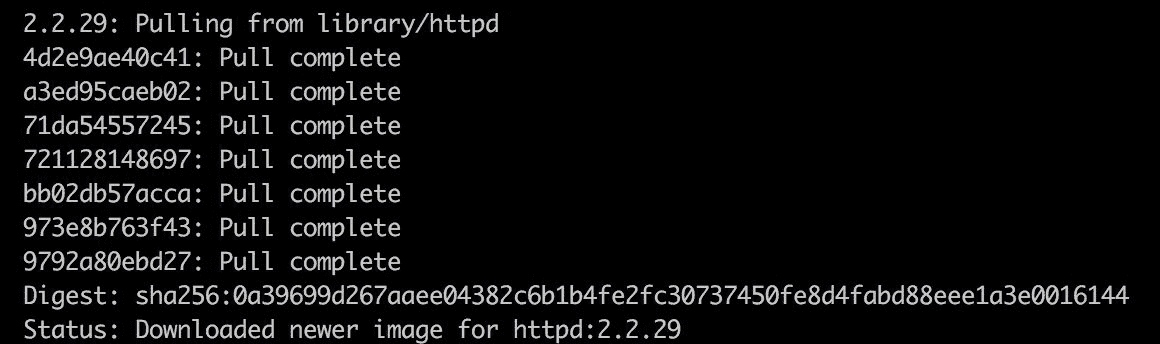 2.2.29: Pulling from library/httpd
4d2e9ae40c41: Pull complete
a3ed95caeb02: Pull complete
71da54557245: Pull complete
721128148697: Pull complete
bb02db57acca: Pull complete
973e8b763f43: Pull complete
9792a80ebd27: Pull complete
Digest: sha256:0a39699d267aaee04382c6b1b4fe2fc30737450fe8d4fabd88eee1a3e0016144
Status: Downloaded newer image for httpd:2.2.29